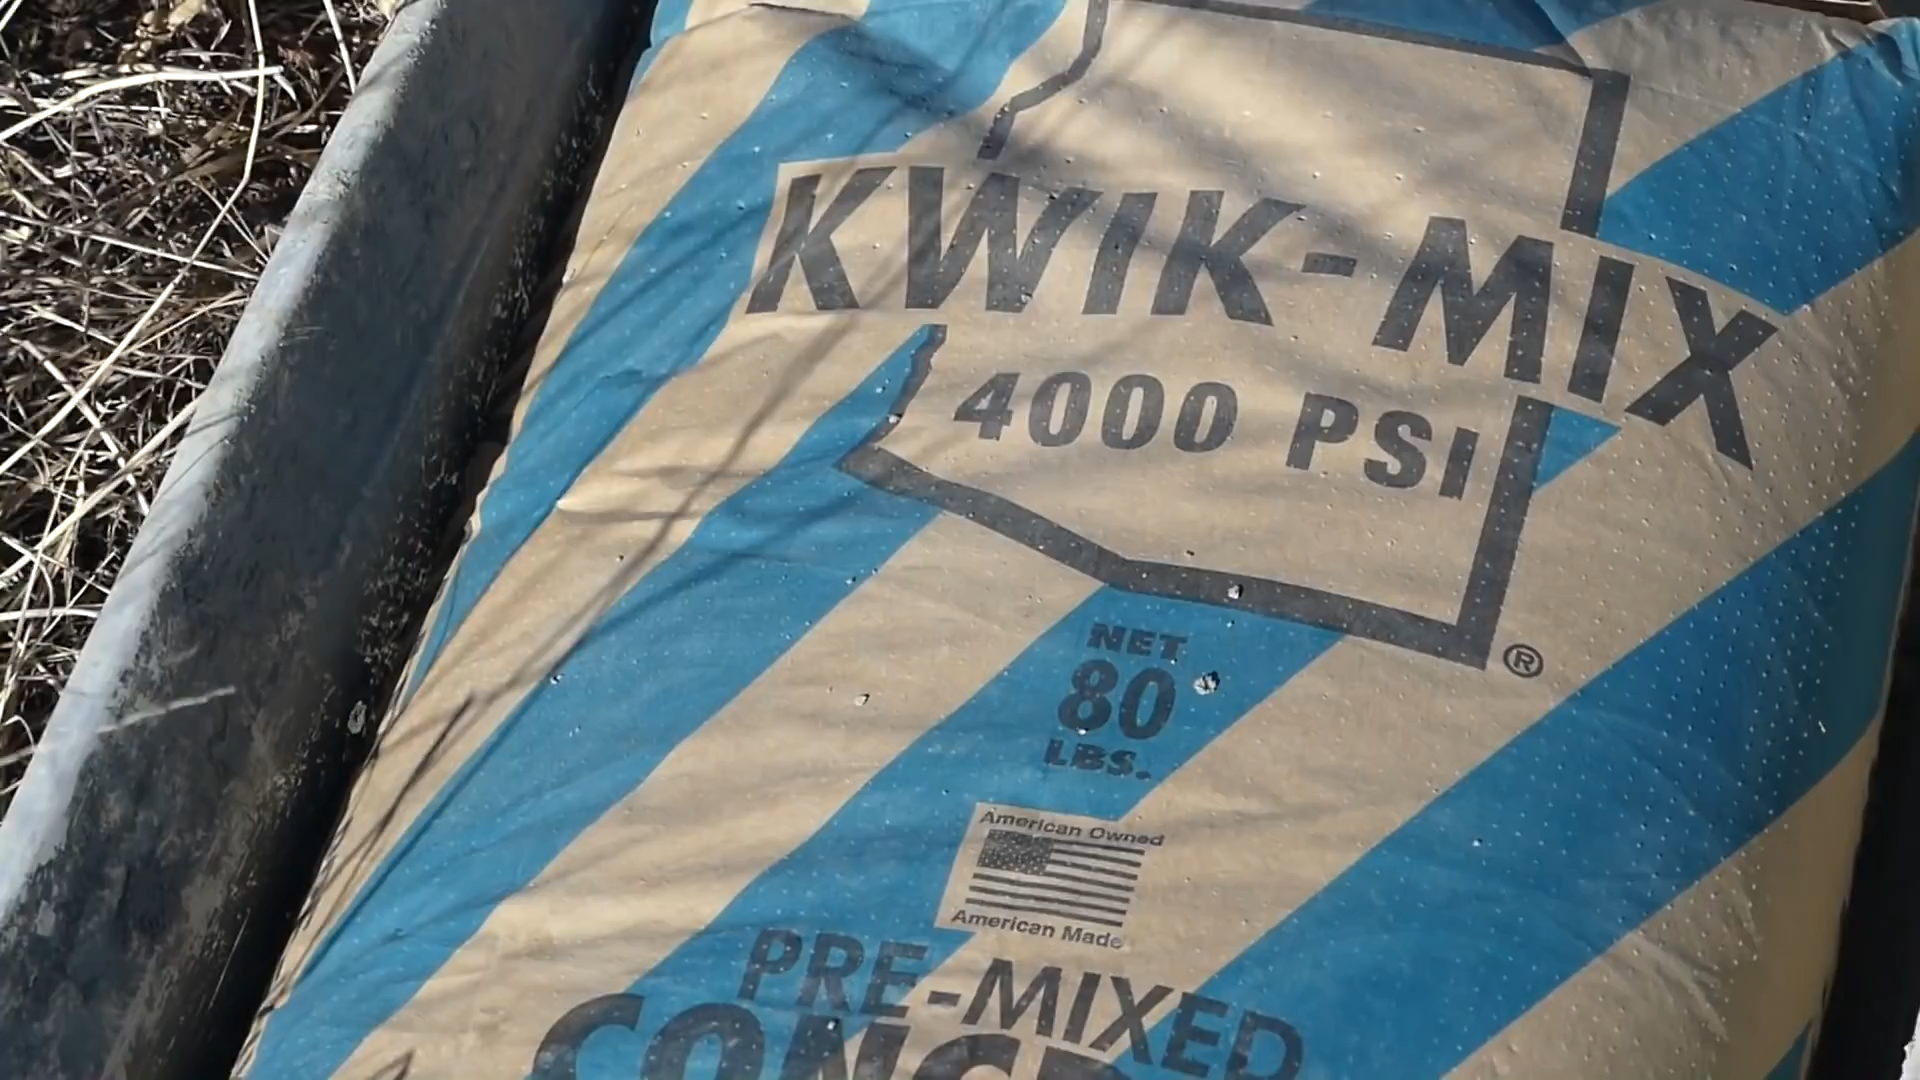 KWIK-MIX
4000 PSI
®
NET
80
LBS.
American Owned
American Made
PRE-MIXED